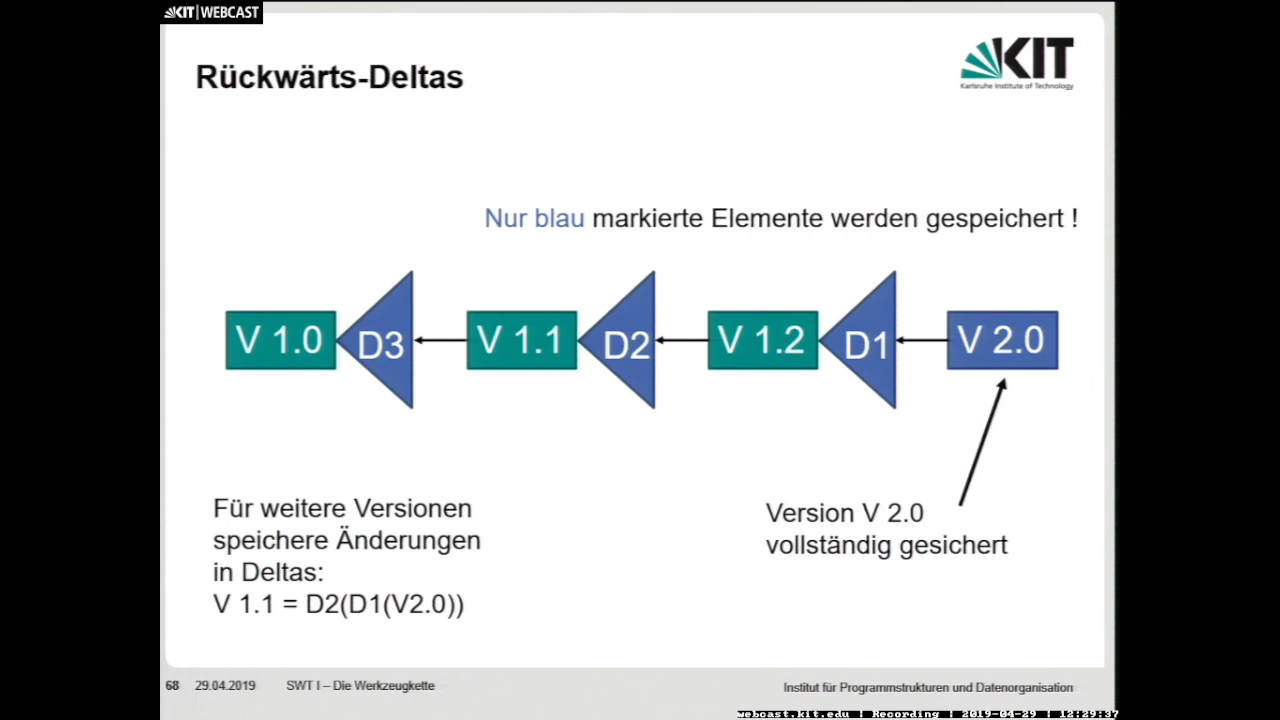 KIT | WEBCAST
Rückwärts-Deltas
KIT
Karlsruhe Institute of Technology
Nur blau markierte Elemente werden gespeichert !
V 1.0 D3 V 1.1 D2 V 1.2 D1 V 2.0
Für weitere Versionen
speichere Änderungen
in Deltas:
V 1.1 = D2(D1(V2.0))
Version V 2.0
vollständig gesichert
68 29.04.2019 SWT I – Die Werkzeugkette Institut für Programmstrukturen und Datenorganisation
webcast.kit.edu | Recording | 2019-04-29 | 12:29:37